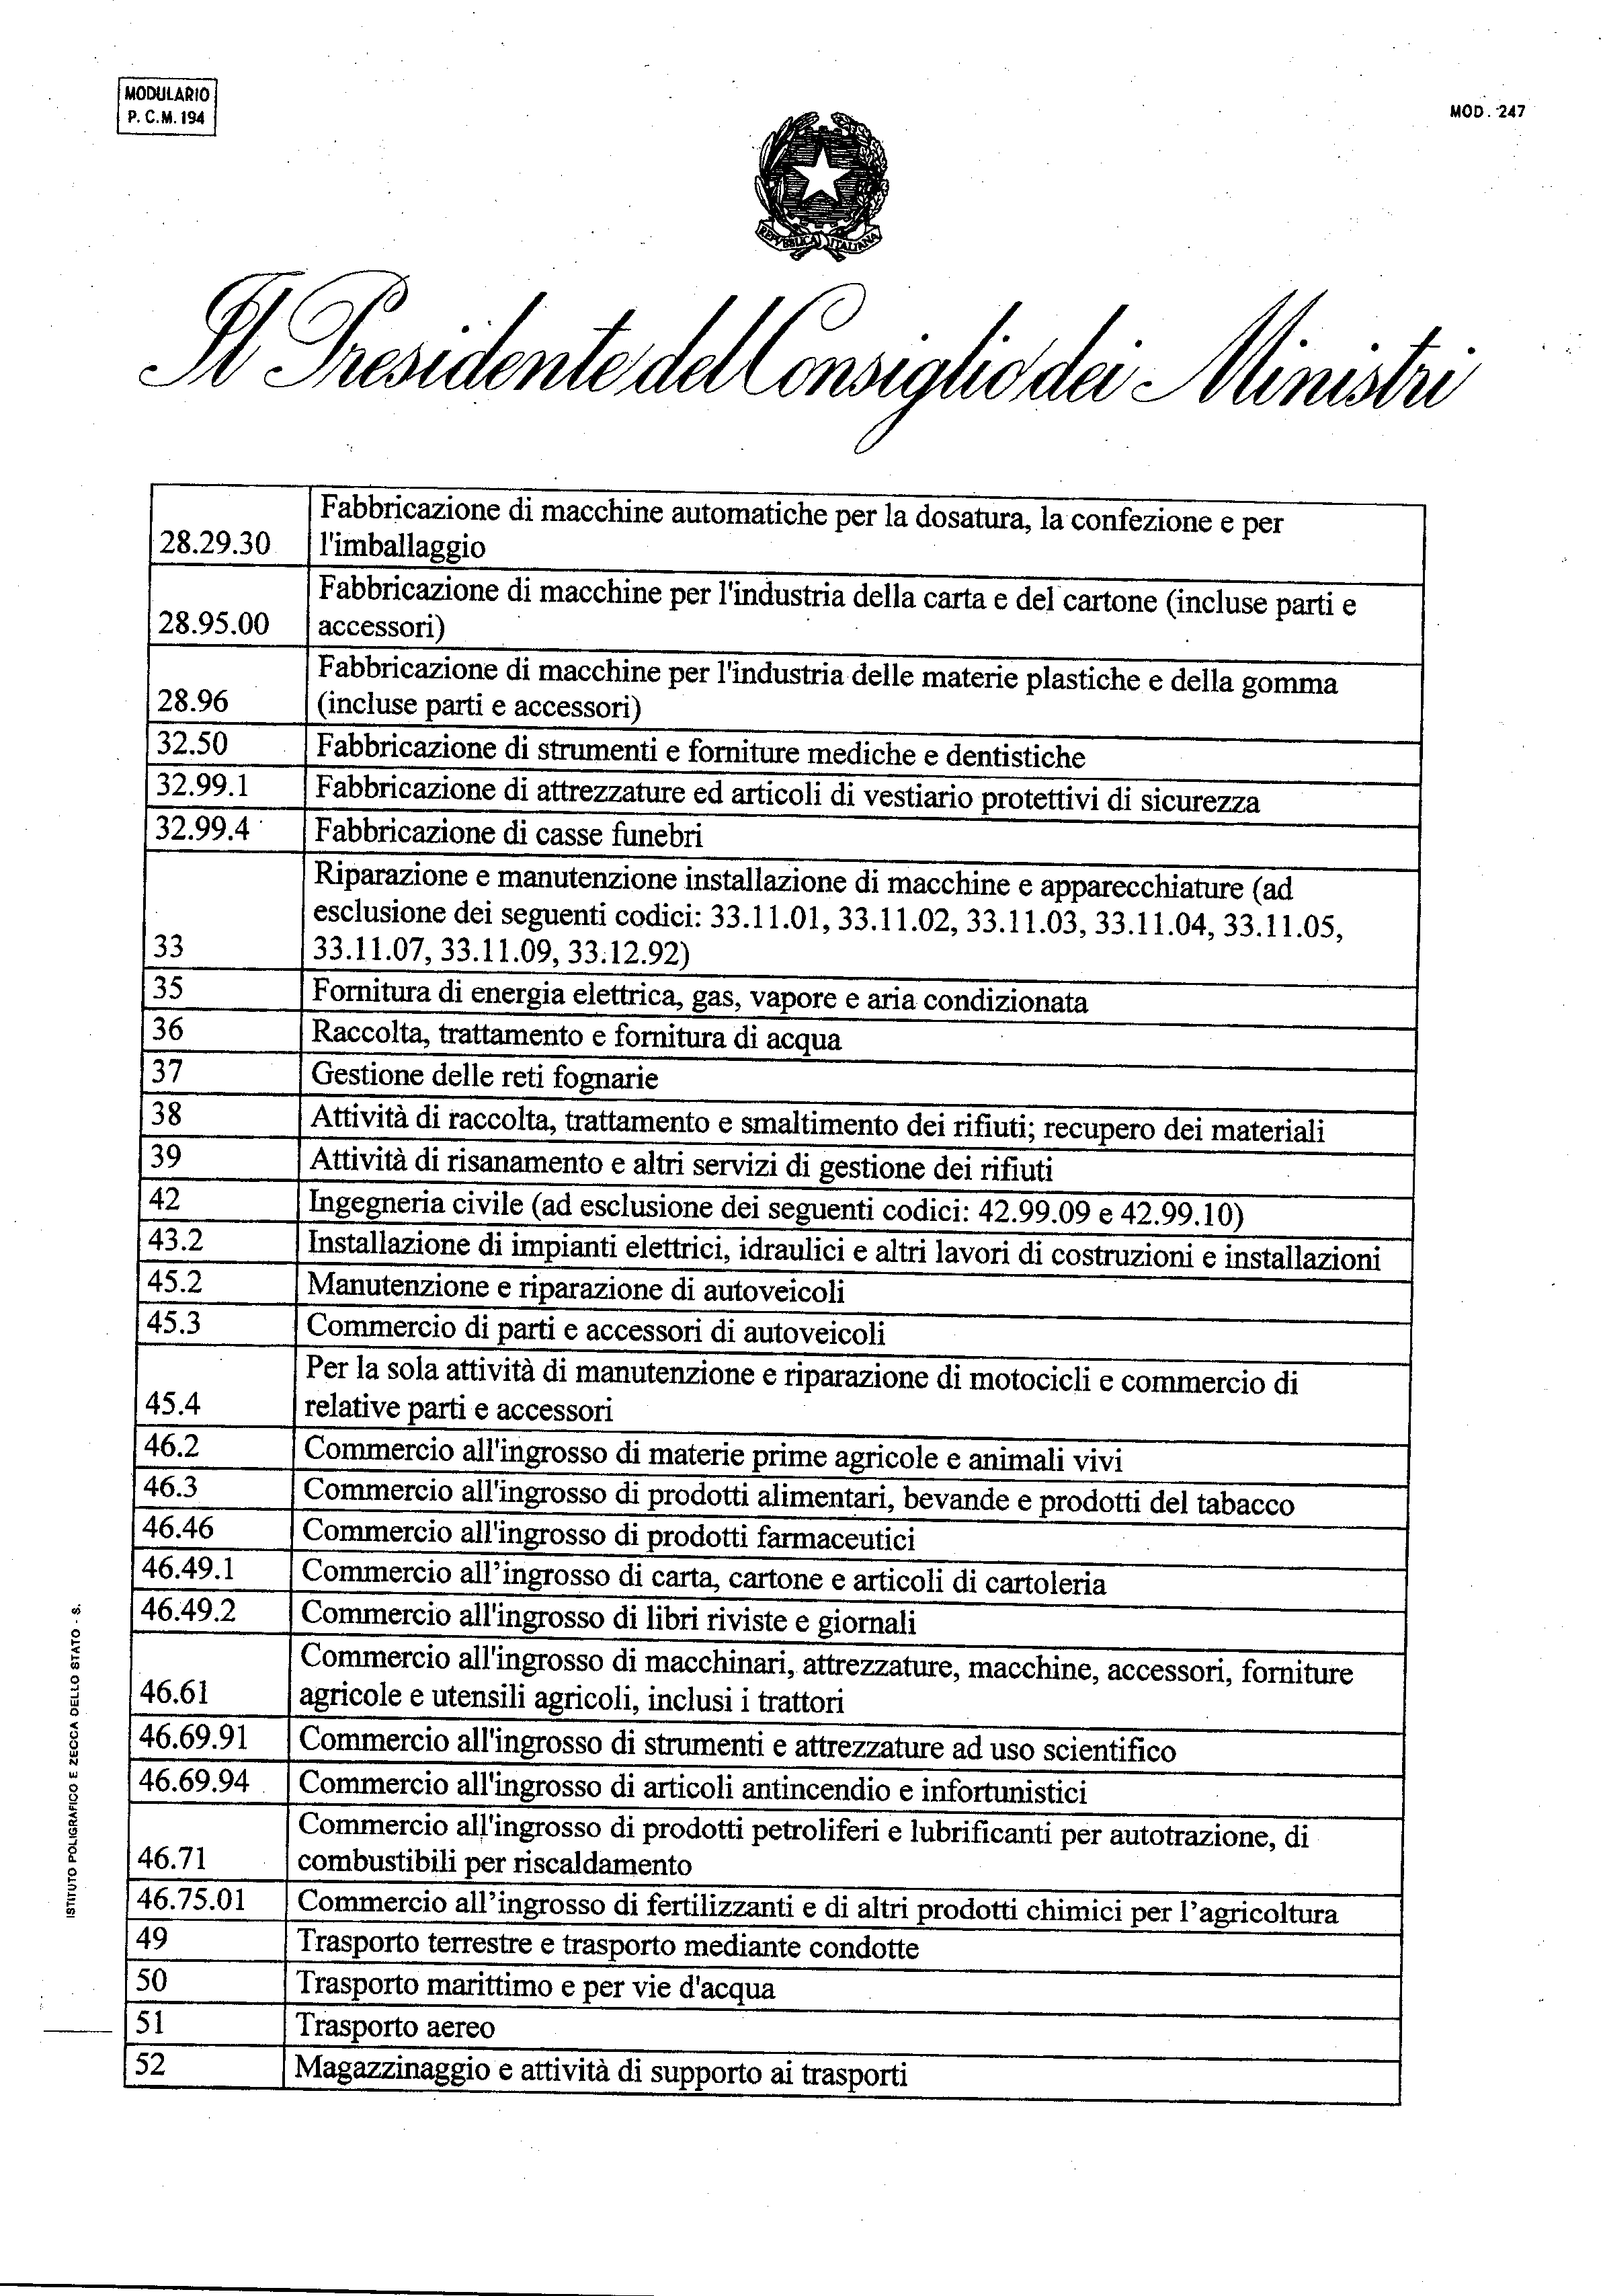 MODULARIO
P. C. M. 194
MOD. 247
REPVBBLICA ITALIANA
Il Presidente del Consiglio dei Ministri
28.29.30 Fabbricazione di macchine automatiche per la dosatura, la confezione e per
l'imballaggio
28.95.00 Fabbricazione di macchine per l'industria della carta e del cartone (incluse parti e
accessori)
28.96 Fabbricazione di macchine per l'industria delle materie plastiche e della gomma
(incluse parti e accessori)
32.50 Fabbricazione di strumenti e forniture mediche e dentistiche
32.99.1 Fabbricazione di attrezzature ed articoli di vestiario protettivi di sicurezza
32.99.4 Fabbricazione di casse funebri
33 Riparazione e manutenzione installazione di macchine e apparecchiature (ad
esclusione dei seguenti codici: 33.11.01, 33.11.02, 33.11.03, 33.11.04, 33.11.05,
33.11.07, 33.11.09, 33.12.92)
35 Fornitura di energia elettrica, gas, vapore e aria condizionata
36 Raccolta, trattamento e fornitura di acqua
37 Gestione delle reti fognarie
38 Attività di raccolta, trattamento e smaltimento dei rifiuti; recupero dei materiali
39 Attività di risanamento e altri servizi di gestione dei rifiuti
42 Ingegneria civile (ad esclusione dei seguenti codici: 42.99.09 e 42.99.10)
43.2 Installazione di impianti elettrici, idraulici e altri lavori di costruzioni e installazioni
45.2 Manutenzione e riparazione di autoveicoli
45.3 Commercio di parti e accessori di autoveicoli
45.4 Per la sola attività di manutenzione e riparazione di motocicli e commercio di
relative parti e accessori
46.2 Commercio all'ingrosso di materie prime agricole e animali vivi
46.3 Commercio all'ingrosso di prodotti alimentari, bevande e prodotti del tabacco
46.46 Commercio all'ingrosso di prodotti farmaceutici
46.49.1 Commercio all’ingrosso di carta, cartone e articoli di cartoleria
46.49.2 Commercio all'ingrosso di libri riviste e giornali
46.61 Commercio all'ingrosso di macchinari, attrezzature, macchine, accessori, forniture
agricole e utensili agricoli, inclusi i trattori
46.69.91 Commercio all'ingrosso di strumenti e attrezzature ad uso scientifico
46.69.94 Commercio all'ingrosso di articoli antincendio e infortunistici
46.71 Commercio all'ingrosso di prodotti petroliferi e lubrificanti per autotrazione, di
combustibili per riscaldamento
46.75.01 Commercio all’ingrosso di fertilizzanti e di altri prodotti chimici per l’agricoltura
49 Trasporto terrestre e trasporto mediante condotte
50 Trasporto marittimo e per vie d'acqua
51 Trasporto aereo
52 Magazzinaggio e attività di supporto ai trasporti
ISTITUTO POLIGRAFICO E ZECCA DELLO STATO - S.